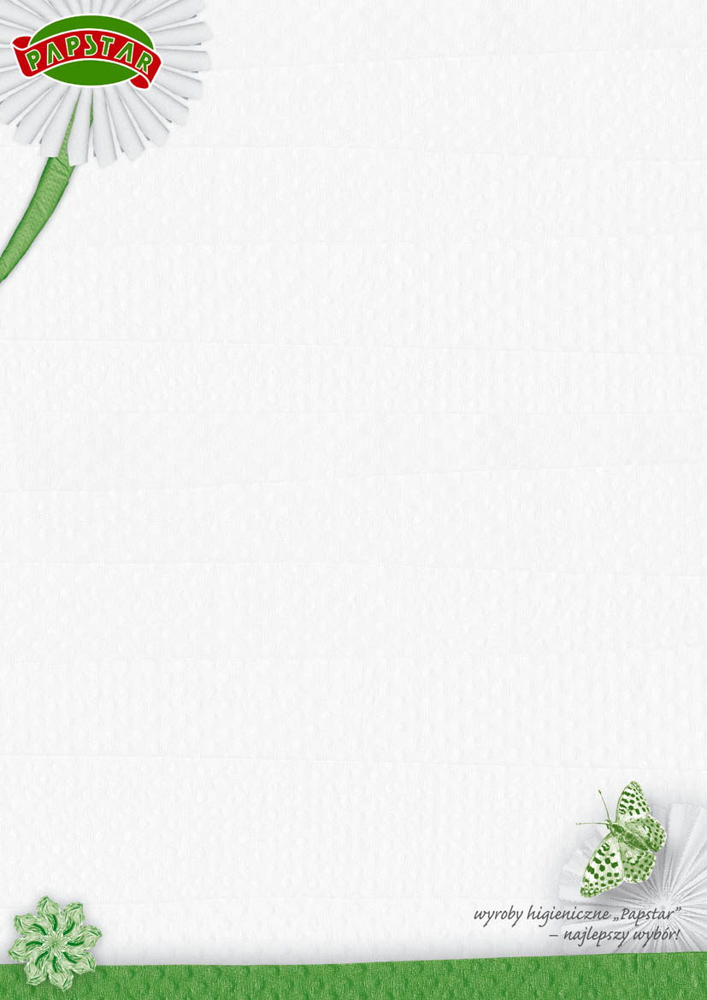 PAPSTAR
wyroby higieniczne „Papstar”
– najlepszy wybór!